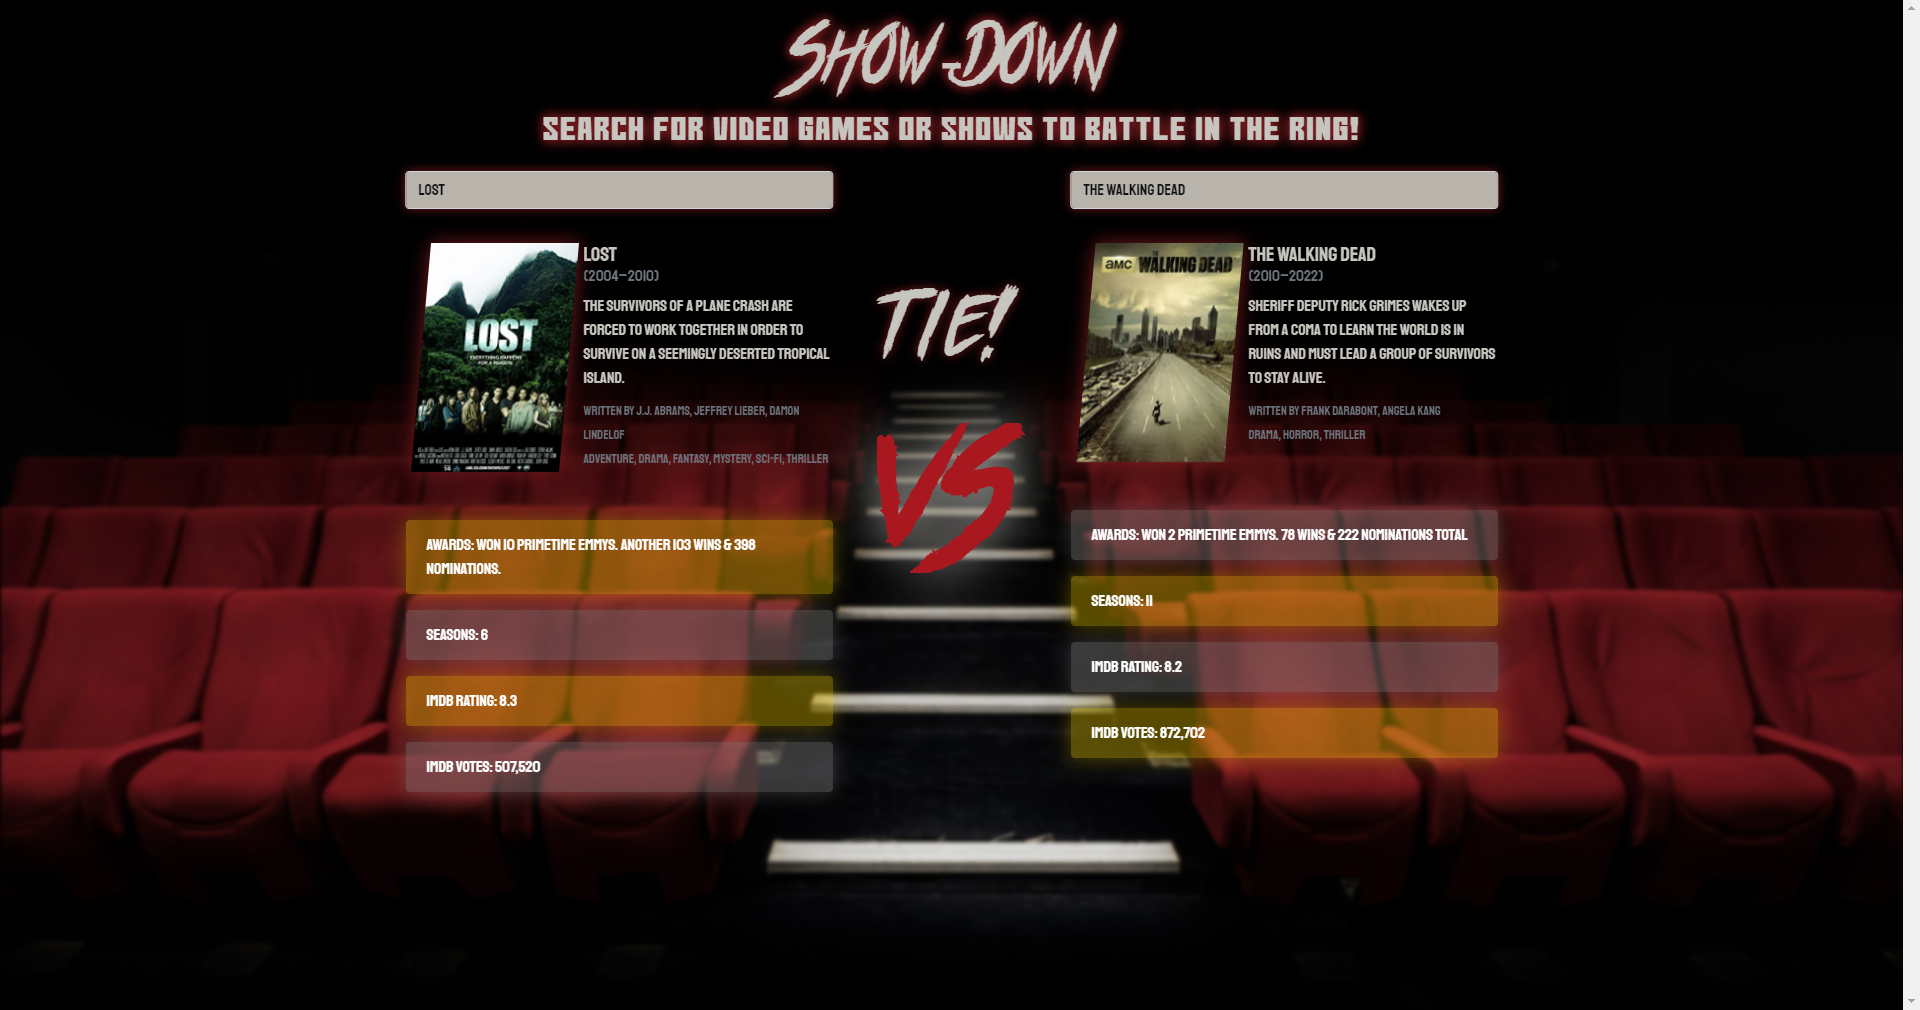 SHOW-DOWN
SEARCH FOR VIDEO GAMES OR SHOWS TO BATTLE IN THE RING!
LOST
LOST
EVERYTHING HAPPENS
FOR A REASON
LOST
(2004–2010)
THE SURVIVORS OF A PLANE CRASH ARE
FORCED TO WORK TOGETHER IN ORDER TO
SURVIVE ON A SEEMINGLY DESERTED TROPICAL
ISLAND.
WRITTEN BY J.J. ABRAMS, JEFFREY LIEBER, DAMON
LINDELOF
ADVENTURE, DRAMA, FANTASY, MYSTERY, SCI-FI, THRILLER
AWARDS: WON 10 PRIMETIME EMMYS. ANOTHER 103 WINS & 398
NOMINATIONS.
SEASONS: 6
IMDB RATING: 8.3
IMDB VOTES: 507,520
TIE!
VS
THE WALKING DEAD
amc THE WALKING DEAD
THE WALKING DEAD
(2010–2022)
SHERIFF DEPUTY RICK GRIMES WAKES UP
FROM A COMA TO LEARN THE WORLD IS IN
RUINS AND MUST LEAD A GROUP OF SURVIVORS
TO STAY ALIVE.
WRITTEN BY FRANK DARABONT, ANGELA KANG
DRAMA, HORROR, THRILLER
AWARDS: WON 2 PRIMETIME EMMYS. 78 WINS & 222 NOMINATIONS TOTAL
SEASONS: 11
IMDB RATING: 8.2
IMDB VOTES: 872,702